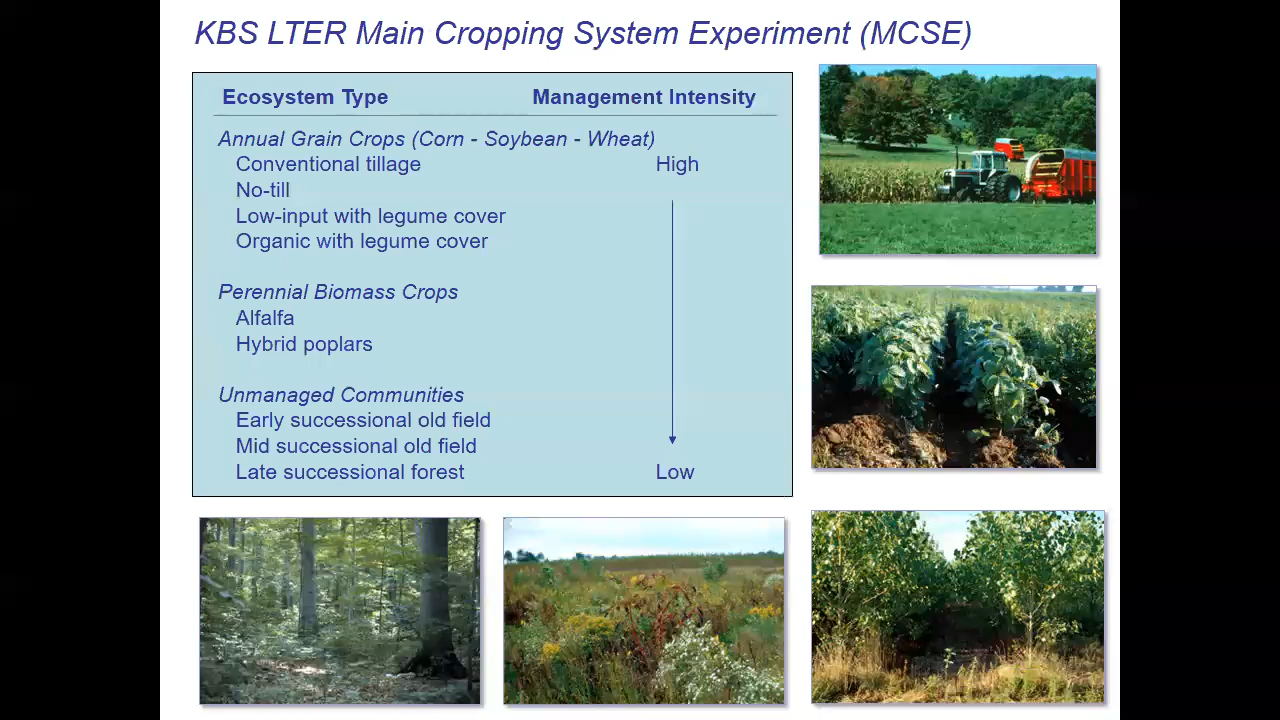 KBS LTER Main Cropping System Experiment (MCSE)
Ecosystem Type Management Intensity
Annual Grain Crops (Corn - Soybean - Wheat)
Conventional tillage High
No-till
Low-input with legume cover
Organic with legume cover
Perennial Biomass Crops
Alfalfa
Hybrid poplars
Unmanaged Communities
Early successional old field
Mid successional old field
Late successional forest Low